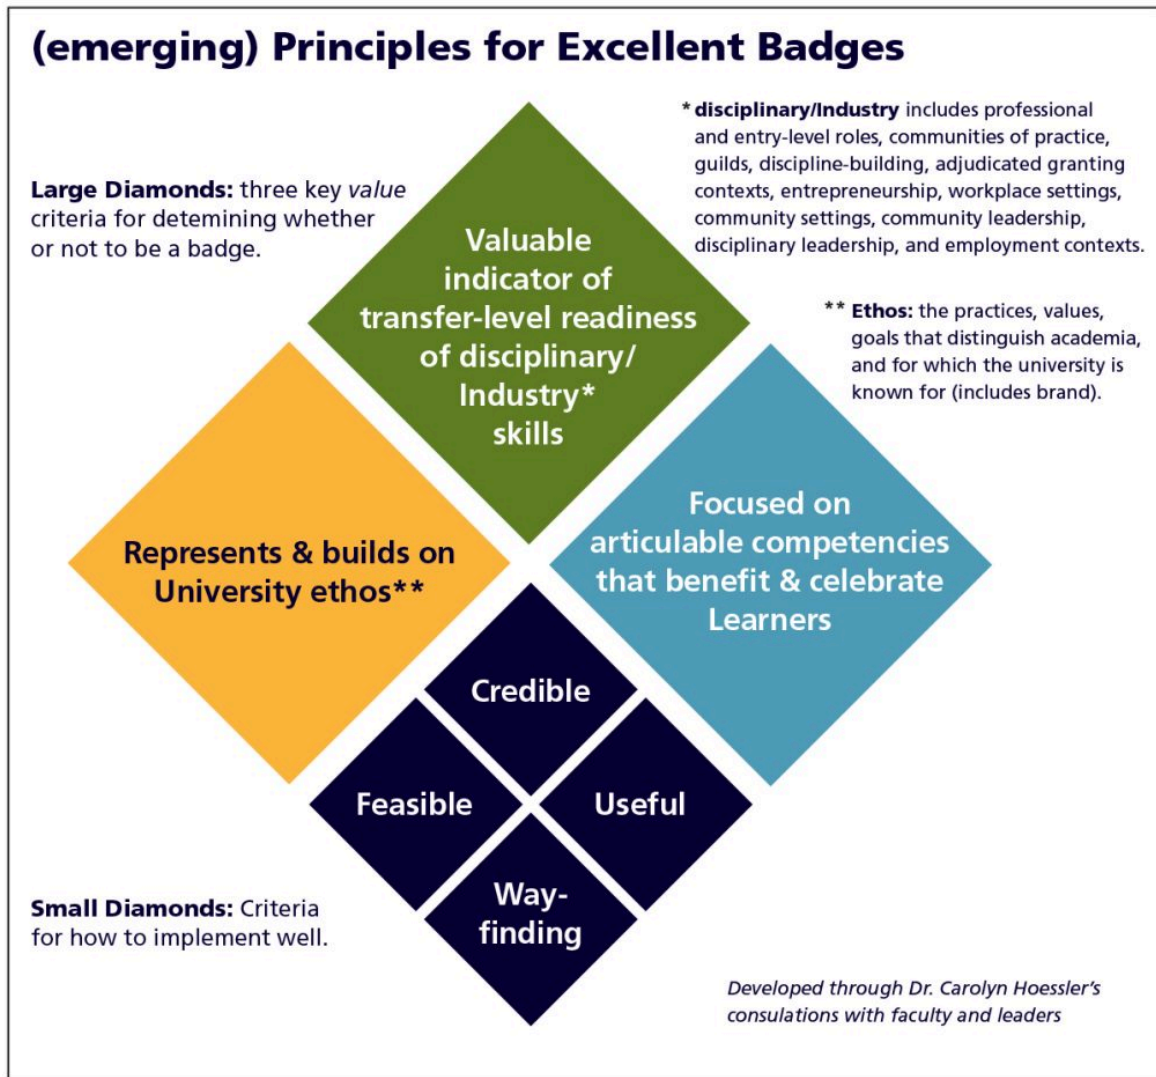 (emerging) Principles for Excellent Badges
Large Diamonds: three key value
criteria for detemining whether
or not to be a badge.
* disciplinary/Industry includes professional
and entry-level roles, communities of practice,
guilds, discipline-building, adjudicated granting
contexts, entrepreneurship, workplace settings,
community settings, community leadership,
disciplinary leadership, and employment contexts.
** Ethos: the practices, values,
goals that distinguish academia,
and for which the university is
known for (includes brand).
Valuable
indicator of
transfer-level readiness
of disciplinary/
Industry*
skills
Represents & builds on
University ethos**
Focused on
articulable competencies
that benefit & celebrate
Learners
Credible
Feasible
Useful
Way-
finding
Small Diamonds: Criteria
for how to implement well.
Developed through Dr. Carolyn Hoessler's
consulations with faculty and leaders